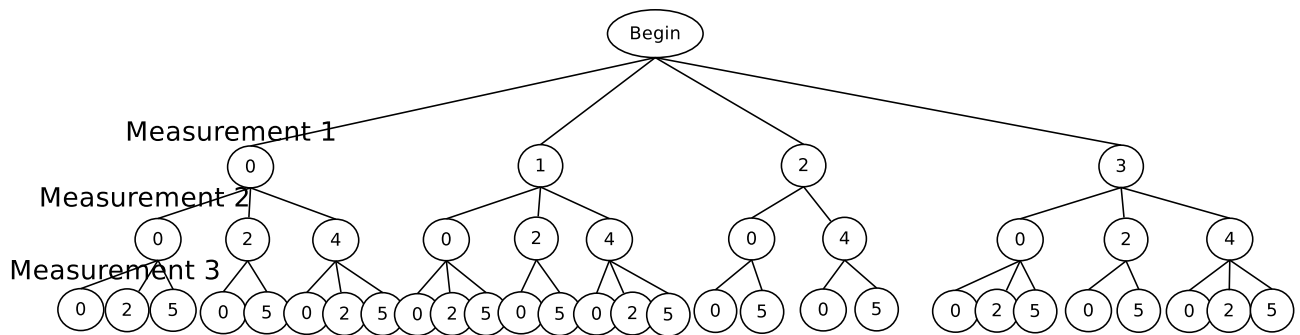 Begin
Measurement 1
0 1 2 3
Measurement 2
0 2 4 0 2 4 0 4 0 2 4
Measurement 3
0 2 5 0 5 0 2 5 0 2 5 0 5 0 2 5 0 5 0 5 0 2 5 0 5 0 2 5